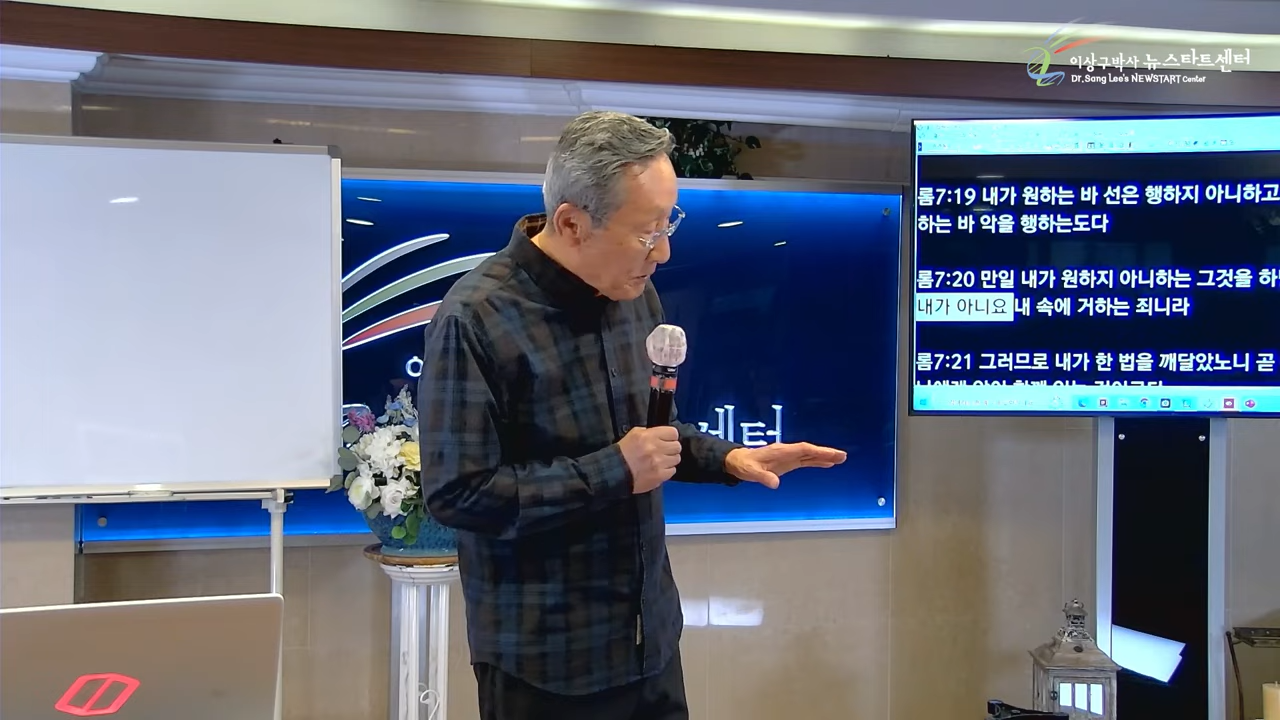 이상구박사 뉴스타트센터
Dr. Sang Lee's NEWSTART Center
롬7:19 내가 원하는 바 선은 행하지 아니하고
하는 바 악을 행하는도다
롬7:20 만일 내가 원하지 아니하는 그것을 하
내가 아니요 내 속에 거하는 죄니라
롬7:21 그러므로 내가 한 법을 깨달았노니 곧
센터